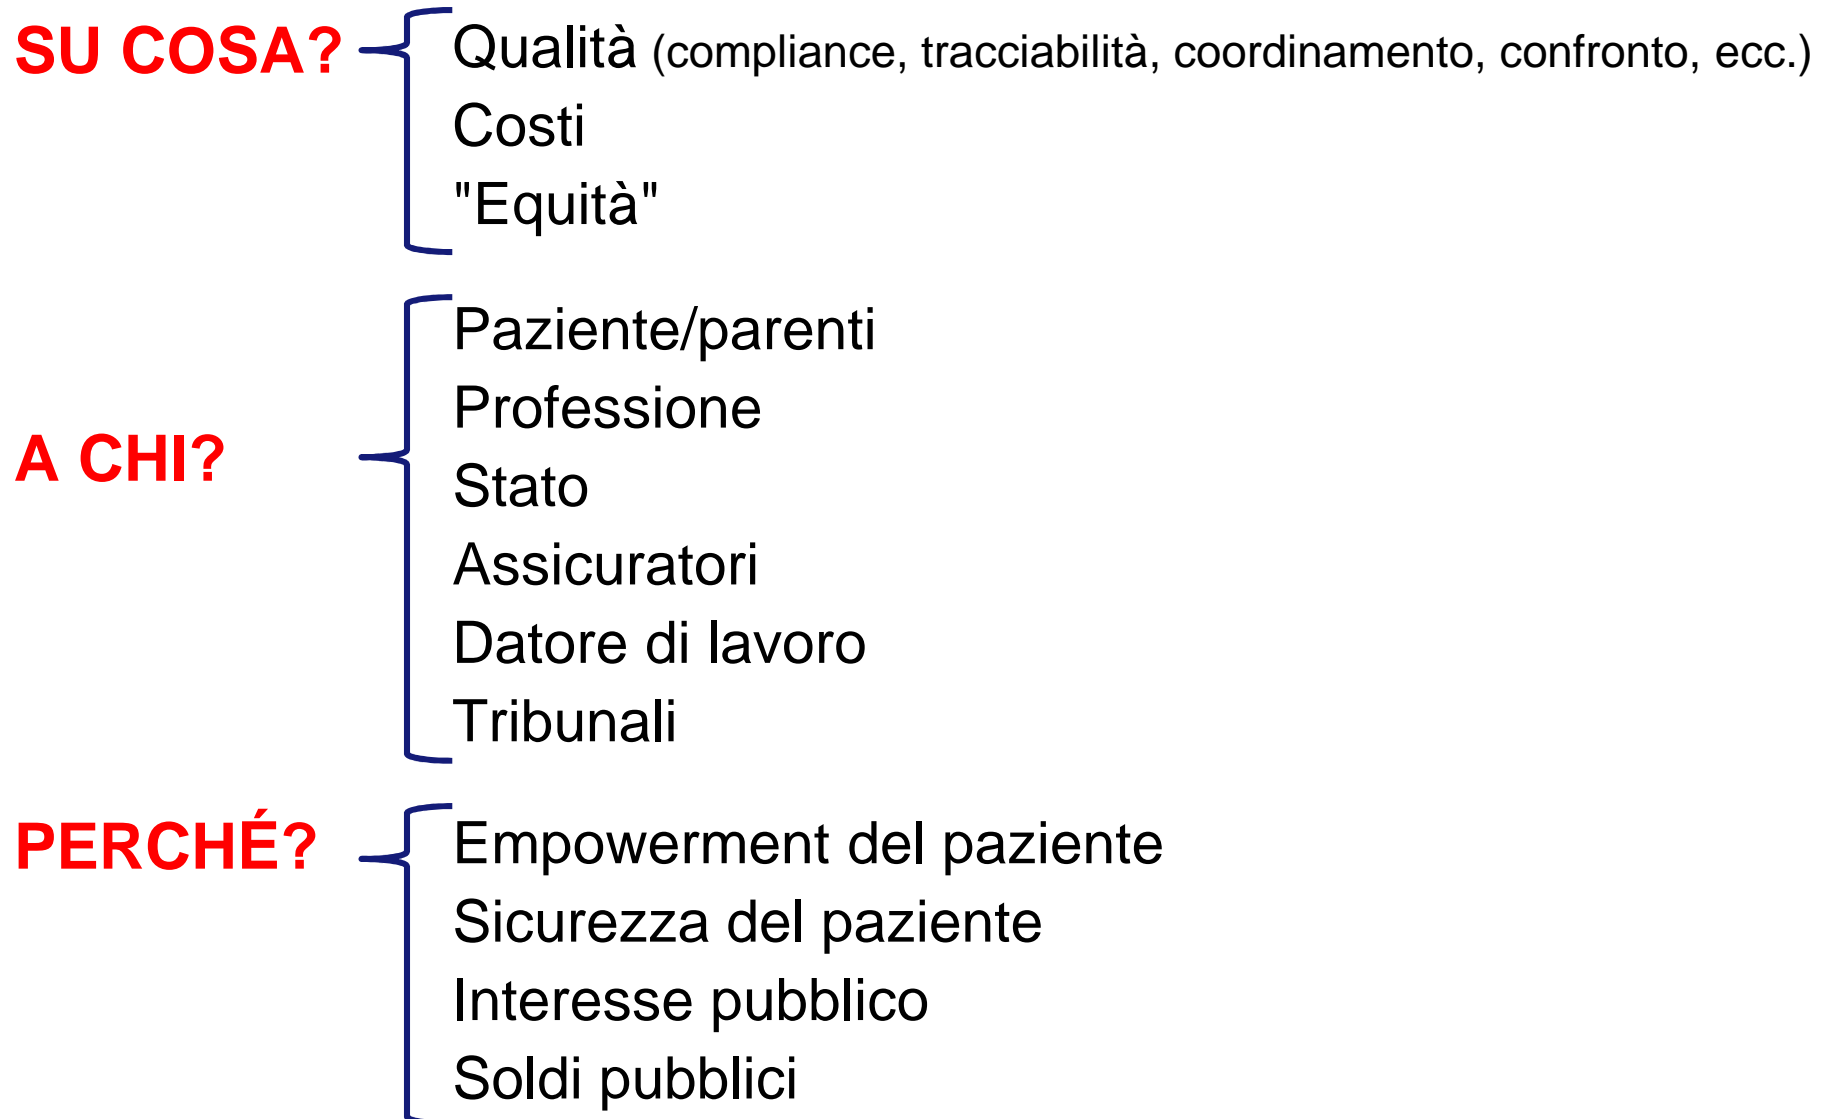 SU COSA?
Qualità (compliance, tracciabilità, coordinamento, confronto, ecc.)
Costi
"Equità"
A CHI?
Paziente/parenti
Professione
Stato
Assicuratori
Datore di lavoro
Tribunali
PERCHÉ?
Empowerment del paziente
Sicurezza del paziente
Interesse pubblico
Soldi pubblici